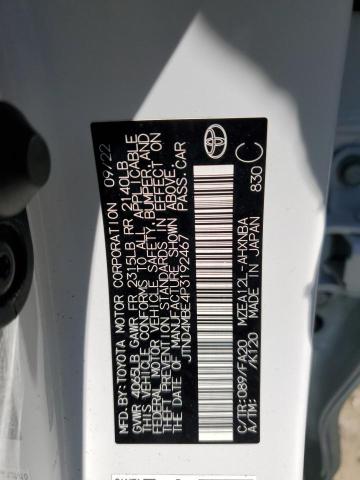 MFD. BY: TOYOTA MOTOR CORPORATION 09/22
GVWR 4065LB GAWR FR 2315LB RR 2140LB
THIS VEHICLE CONFORMS TO ALL APPLICABLE
FEDERAL MOTOR VEHICLE SAFETY, BUMPER, AND
THEFT PREVENTION STANDARDS IN EFFECT ON
THE DATE OF MANUFACTURE SHOWN ABOVE.
JTND4MBE4P3192467 PASS. CAR
C/TR: 089/FA20 MZEA12L-AHXNBA
A/TM: /K120 MADE IN JAPAN 830 C